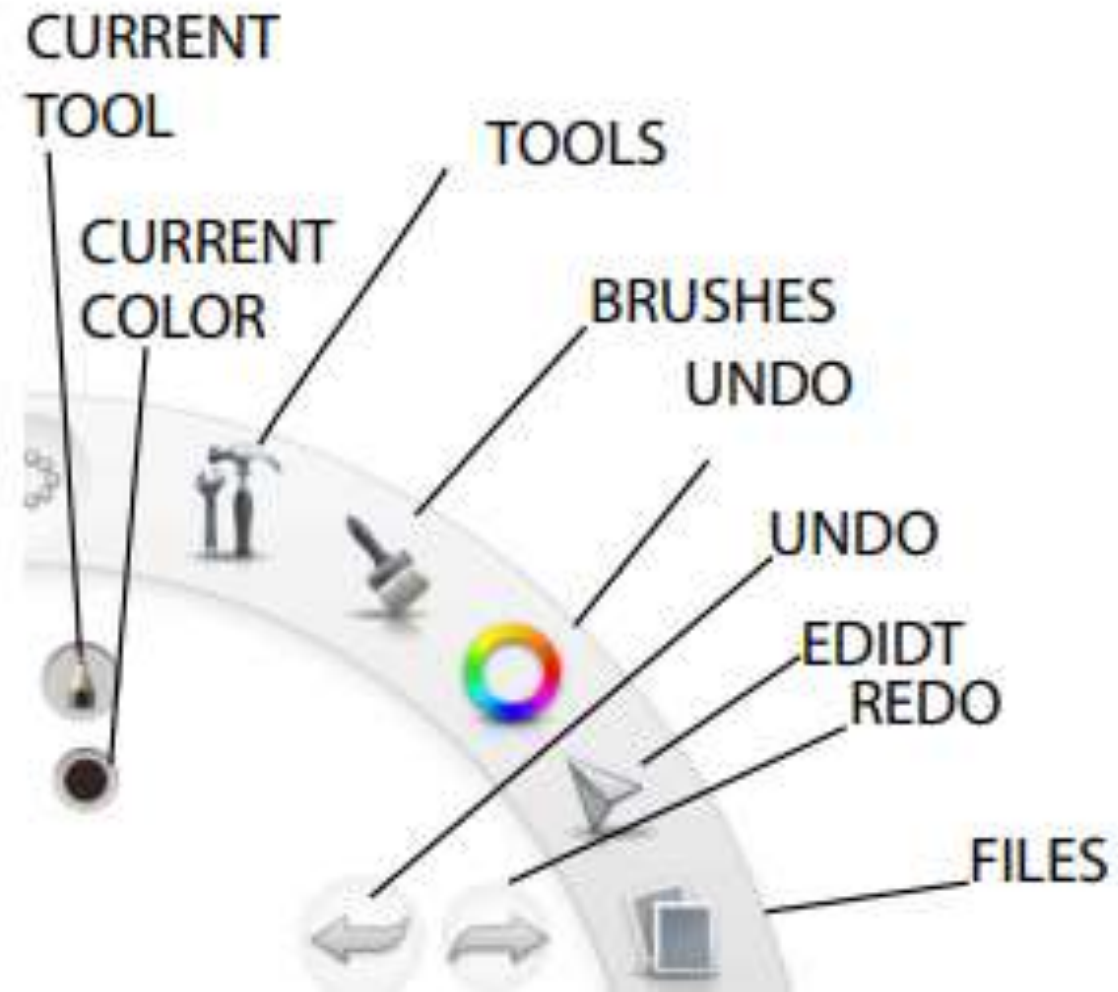 CURRENT
TOOL
TOOLS
CURRENT
COLOR
BRUSHES
UNDO
UNDO
EDIDT
REDO
FILES